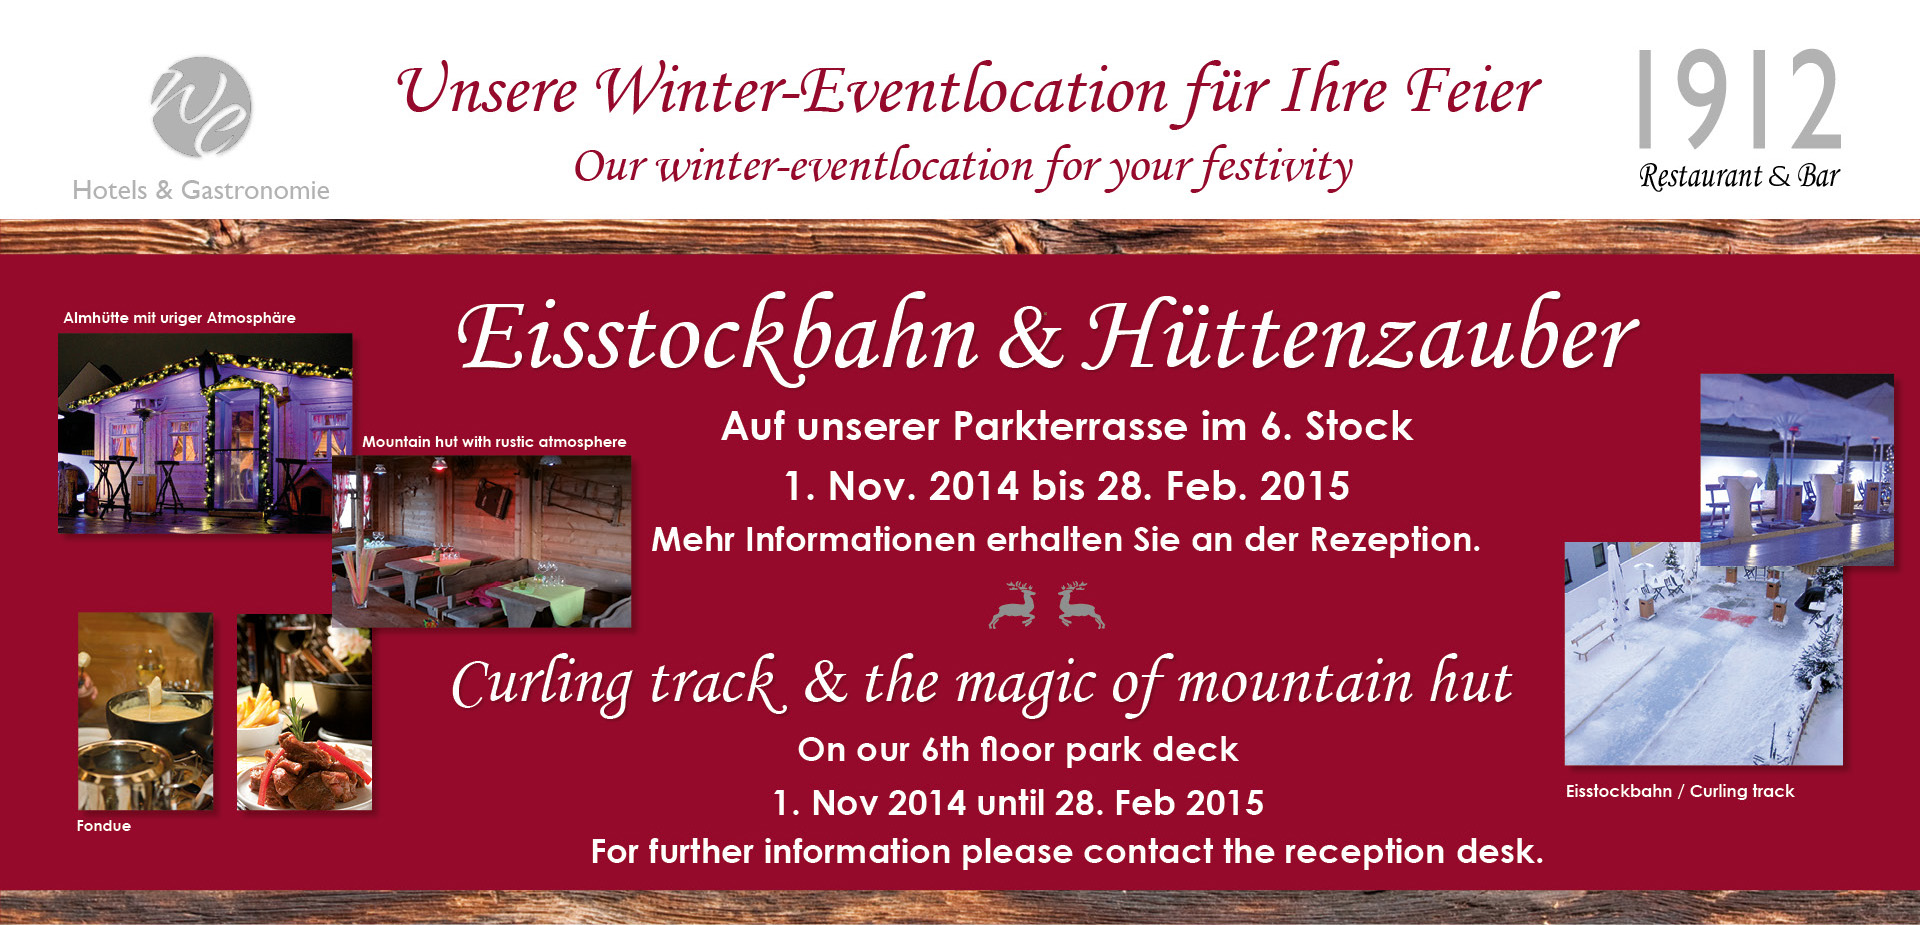 WC
Hotels & Gastronomie
Unsere Winter-Eventlocation für Ihre Feier
Our winter-eventlocation for your festivity
1912
Restaurant & Bar
Eisstockbahn & Hüttenzauber
Auf unserer Parkterrasse im 6. Stock
1. Nov. 2014 bis 28. Feb. 2015
Mehr Informationen erhalten Sie an der Rezeption.
Almhütte mit uriger Atmosphäre
Mountain hut with rustic atmosphere
Curling track & the magic of mountain hut
On our 6th floor park deck
1. Nov 2014 until 28. Feb 2015
For further information please contact the reception desk.
Fondue
Eisstockbahn / Curling track